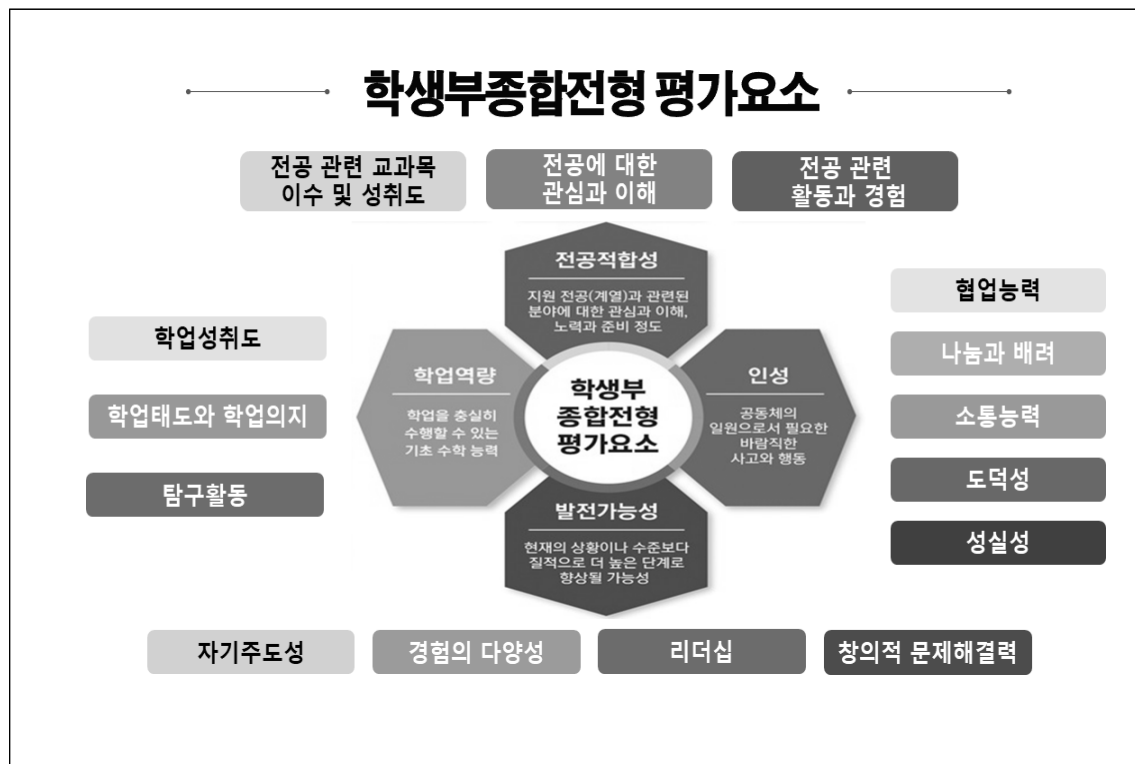 학생부종합전형 평가요소
전공 관련 교과목
이수 및 성취도
전공에 대한
관심과 이해
전공 관련
활동과 경험
전공적합성
지원 전공(계열)과 관련된
분야에 대한 관심과 이해,
노력과 준비 정도
학업성취도
학업태도와 학업의지
탐구활동
학업역량
학업을 충실히
수행할 수 있는
기초 수학 능력
학생부
종합전형
평가요소
인성
공동체의
일원으로서 필요한
바람직한
사고와 행동
협업능력
나눔과 배려
소통능력
도덕성
성실성
발전가능성
현재의 상황이나 수준보다
질적으로 더 높은 단계로
향상될 가능성
자기주도성
경험의 다양성
리더십
창의적 문제해결력